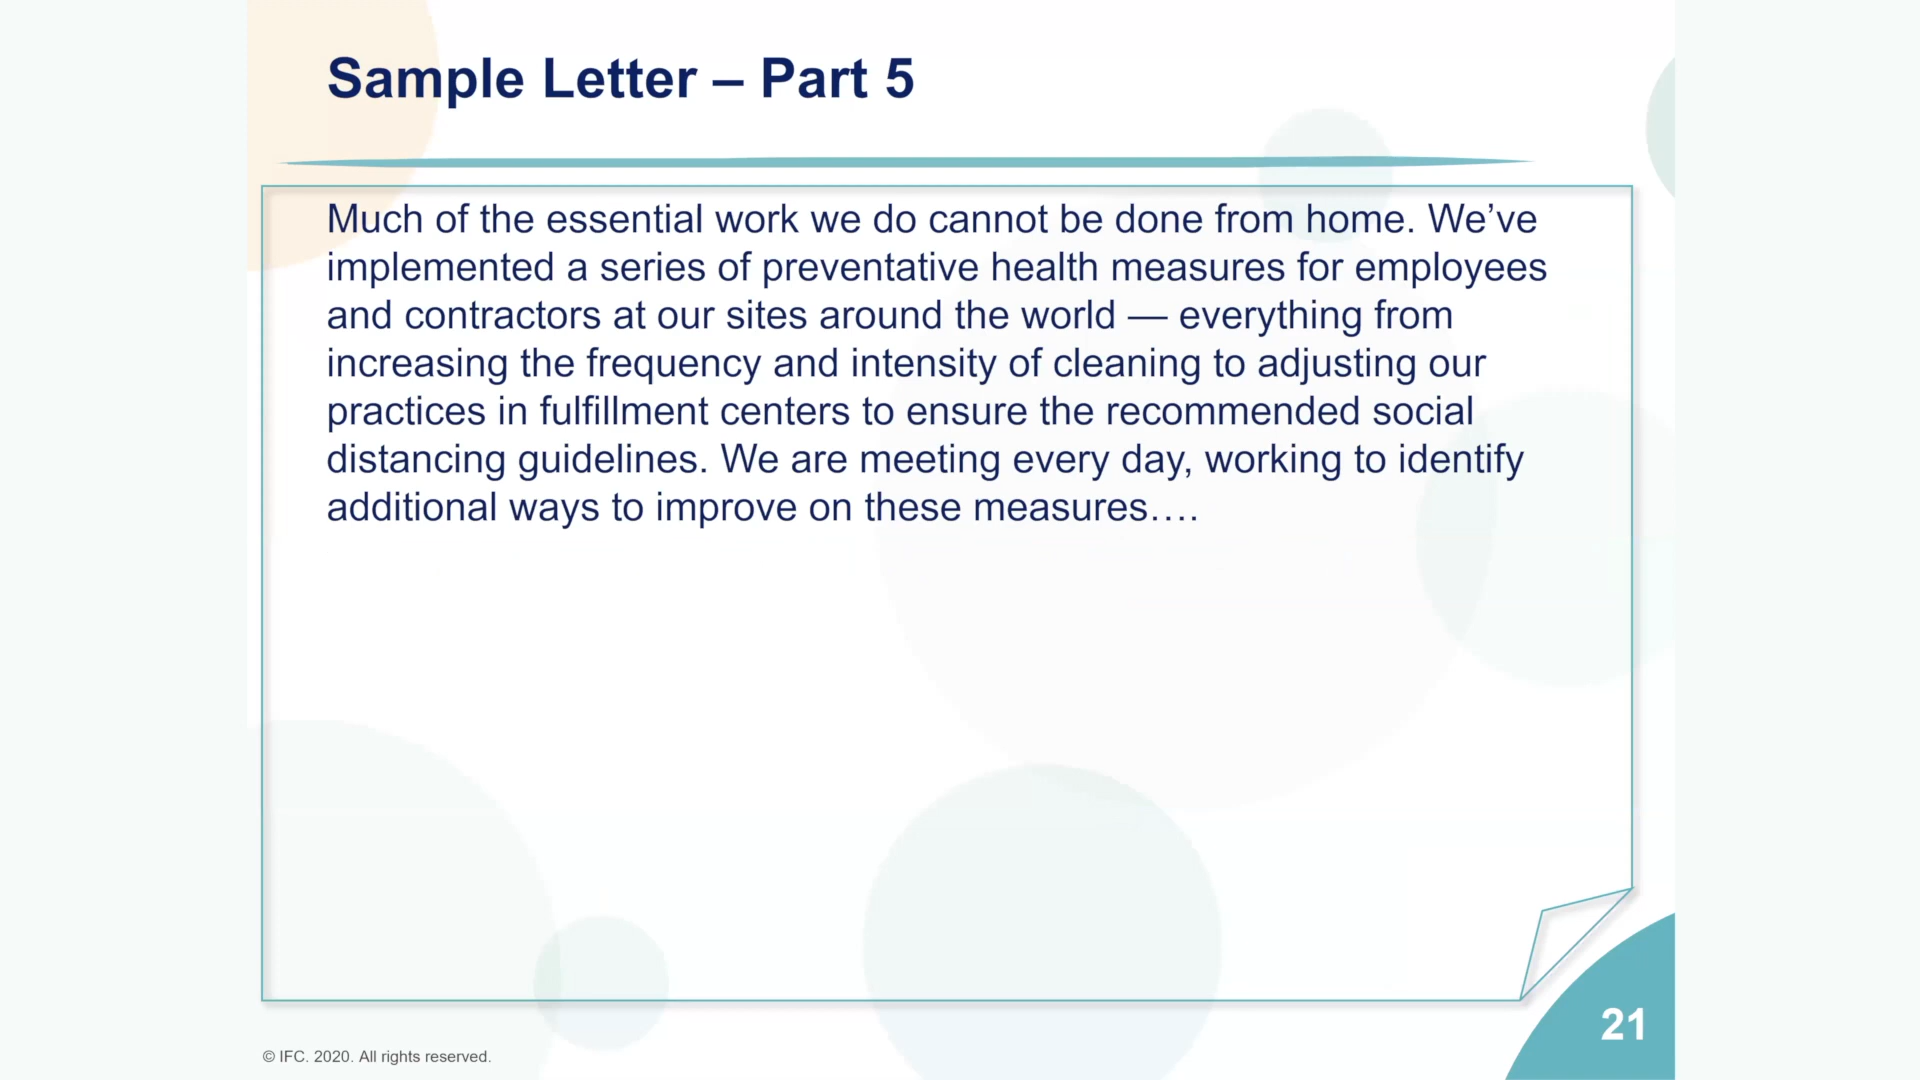 Sample Letter – Part 5
Much of the essential work we do cannot be done from home. We’ve
implemented a series of preventative health measures for employees
and contractors at our sites around the world — everything from
increasing the frequency and intensity of cleaning to adjusting our
practices in fulfillment centers to ensure the recommended social
distancing guidelines. We are meeting every day, working to identify
additional ways to improve on these measures….
21
© IFC. 2020. All rights reserved.